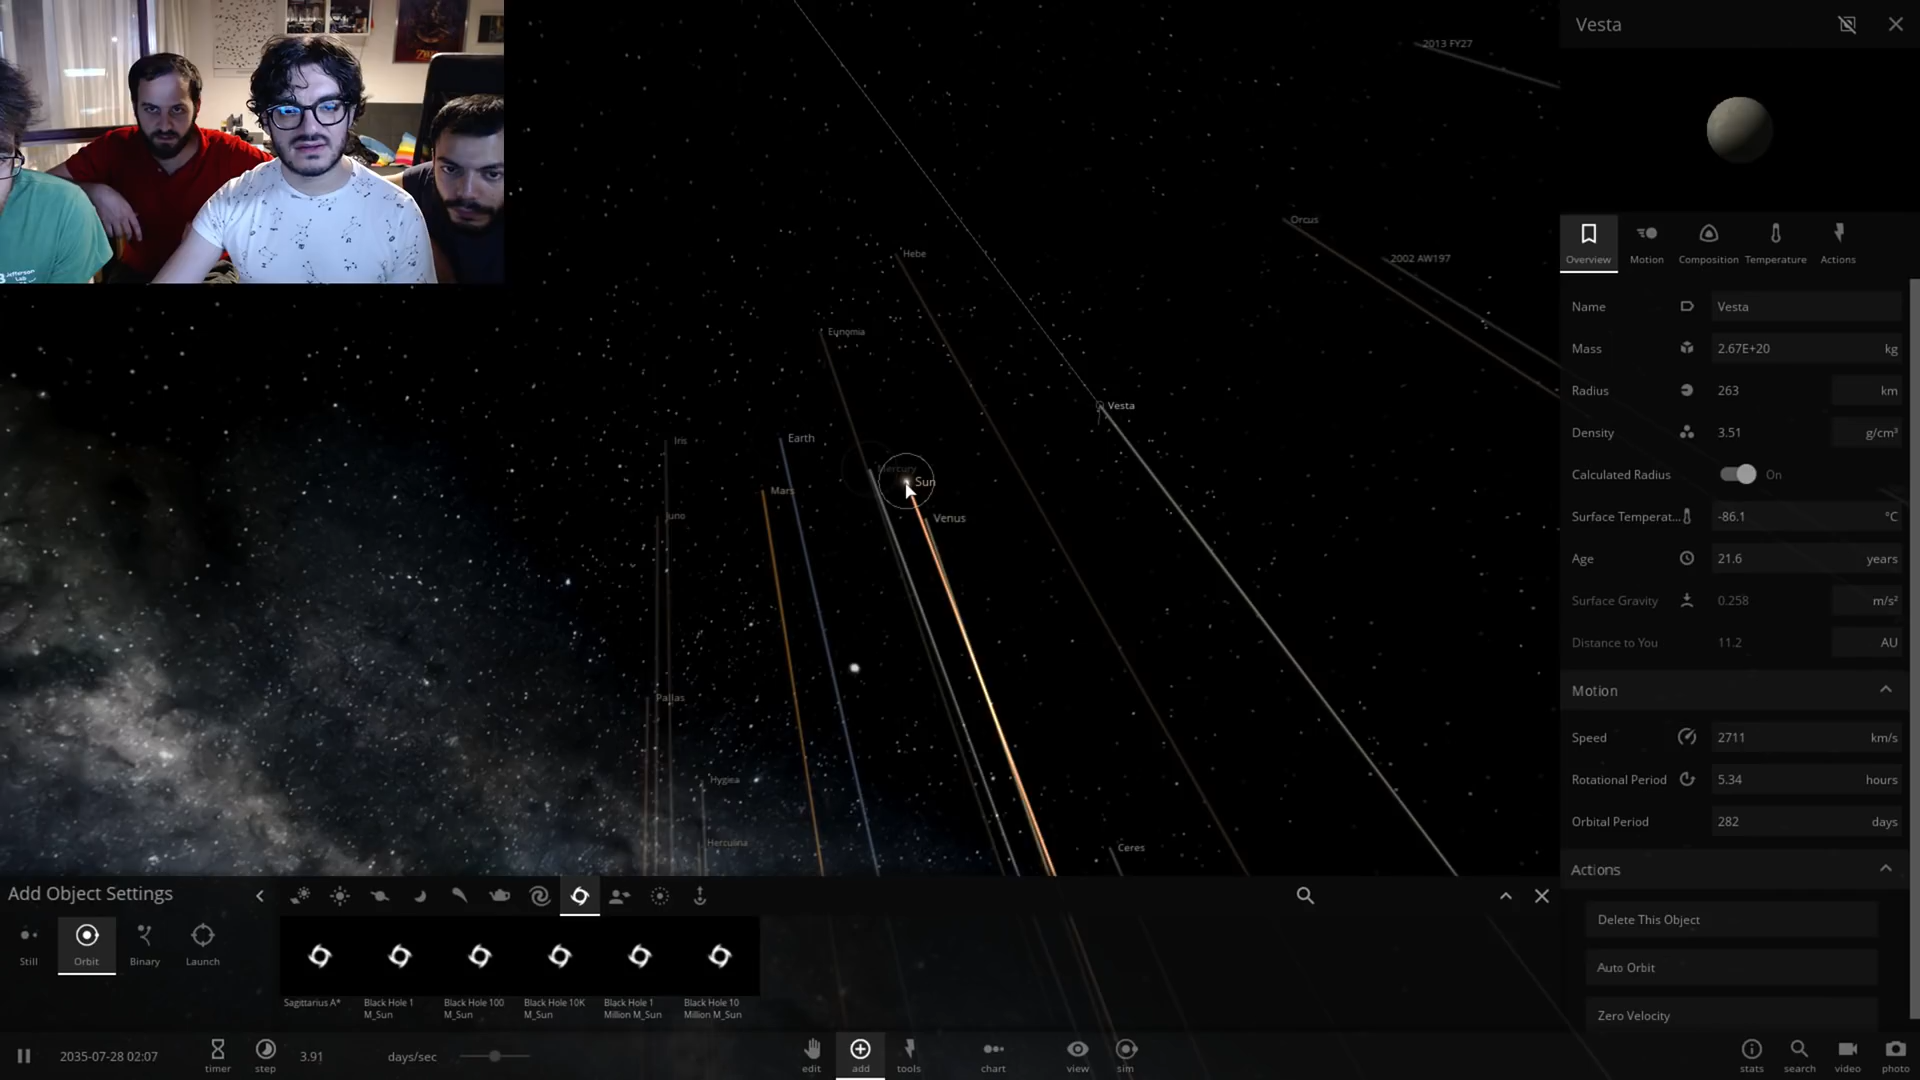 Vesta
2013 FY27
Orcus
2002 AW197
Hebe
Eunomia
Vesta
Iris
Earth
Mercury
Sun
Mars
Juno
Venus
Pallas
Hygiea
Herculina
Ceres
Jefferson
Lab
Overview
Motion
Composition
Temperature
Actions
Name Vesta
Mass 2.67E+20 kg
Radius 263 km
Density 3.51 g/cm³
Calculated Radius On
Surface Temperat... -86.1 °C
Age 21.6 years
Surface Gravity 0.258 m/s²
Distance to You 11.2 AU
Motion
Speed 2711 km/s
Rotational Period 5.34 hours
Orbital Period 282 days
Actions
Delete This Object
Auto Orbit
Zero Velocity
Add Object Settings
Still
Orbit
Binary
Launch
Sagittarius A*
Black Hole 1
M_Sun
Black Hole 100
M_Sun
Black Hole 10K
M_Sun
Black Hole 1
Million M_Sun
Black Hole 10
Million M_Sun
2035-07-28 02:07
timer
step
3.91 days/sec
edit
add
tools
chart
view
sim
stats
search
video
photo